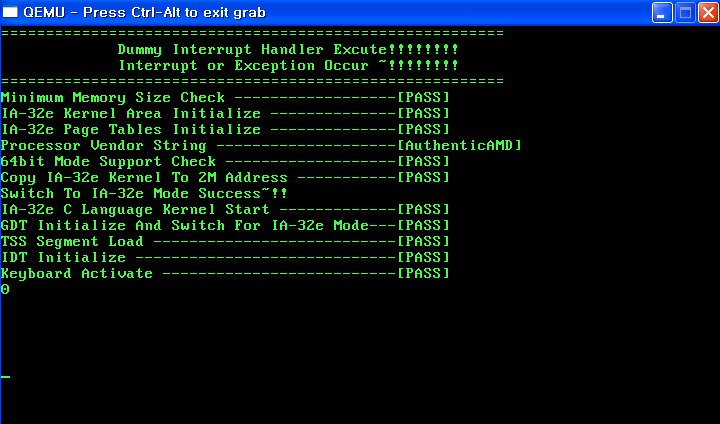 QEMU - Press Ctrl-Alt to exit grab
========================================================
Dummy Interrupt Handler Excute!!!!!!!!
Interrupt or Exception Occur ~!!!!!!!!
========================================================
Minimum Memory Size Check ------------------[PASS]
IA-32e Kernel Area Initialize --------------[PASS]
IA-32e Page Tables Initialize --------------[PASS]
Processor Vendor String --------------------[AuthenticAMD]
64bit Mode Support Check -------------------[PASS]
Copy IA-32e Kernel To 2M Address -----------[PASS]
Switch To IA-32e Mode Success~!!
IA-32e C Language Kernel Start -------------[PASS]
GDT Initialize And Switch For IA-32e Mode---[PASS]
TSS Segment Load ---------------------------[PASS]
IDT Initialize -----------------------------[PASS]
Keyboard Activate --------------------------[PASS]
0
_